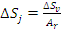 ΔS_j = ΔS_v / A_r